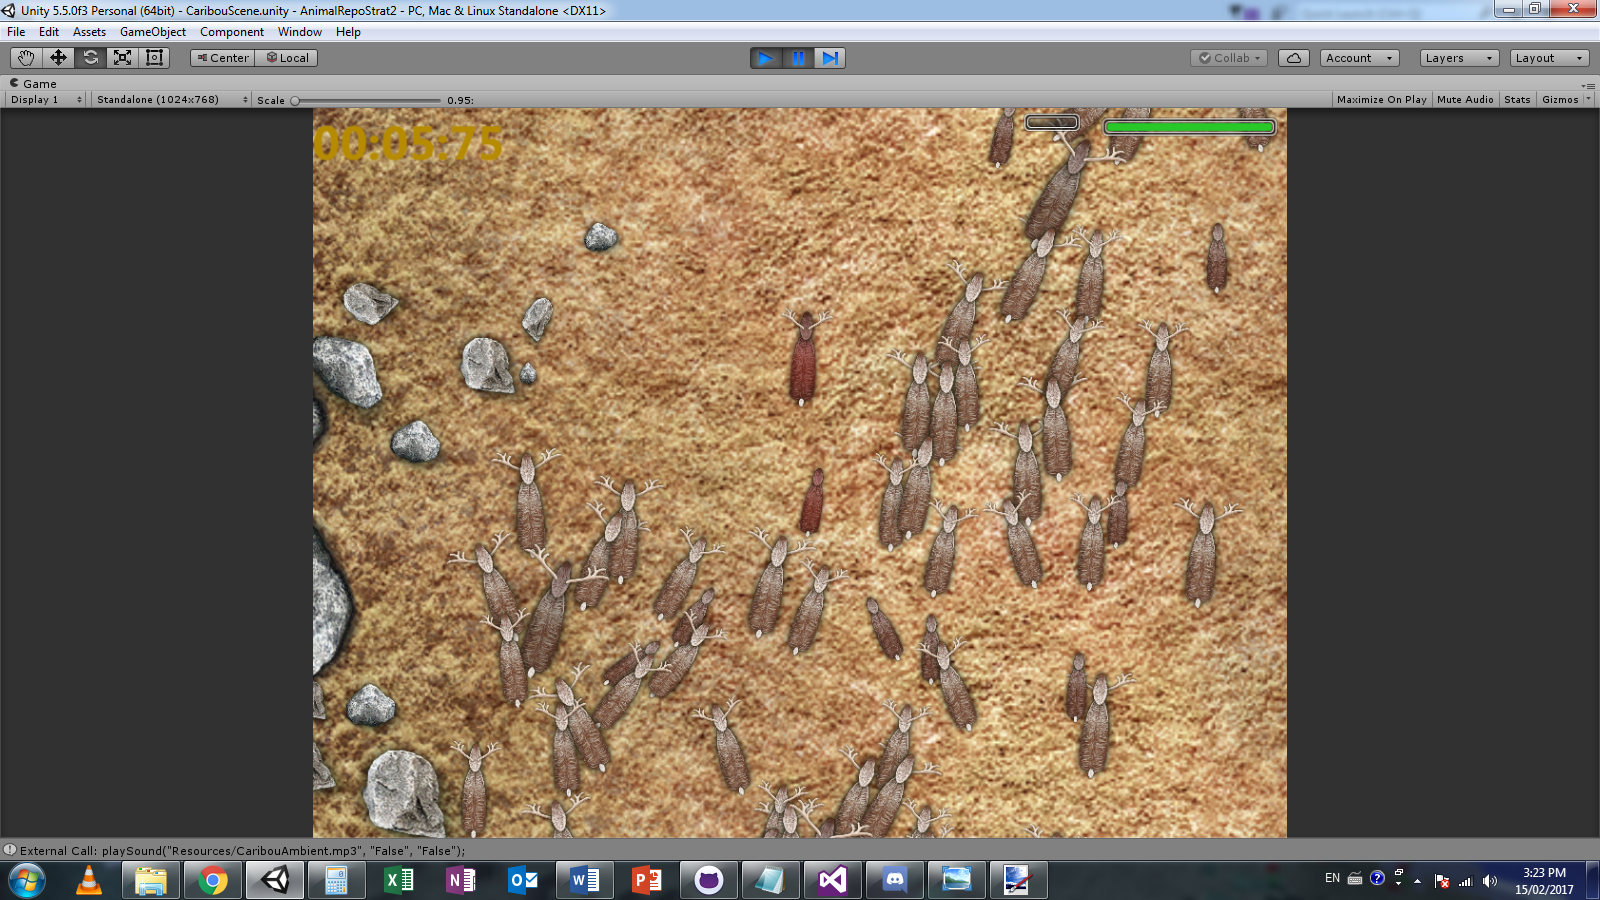 Unity 5.5.0f3 Personal (64bit) - CaribouScene.unity - AnimalRepoStrat2 - PC, Mac & Linux Standalone <DX11>
File Edit Assets GameObject Component Window Help
Center Local Collab Account Layers Layout
Game
Display 1 Standalone (1024x768) Scale 0.95: Maximize On Play Mute Audio Stats Gizmos
00:05:75
External Call: playSound("Resources/CaribouAmbient.mp3", "False", "False");
EN 3:23 PM
15/02/2017